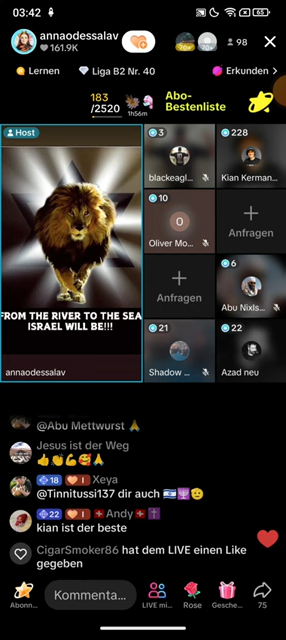 03:42
65
annaodessalav
161.9K
98
Lernen
Liga B2 Nr. 40
Erkunden >
183
/2520
1h56m
Abo-
Bestenliste
Host
3
blackeagl...
228
Kian Kerman...
10
O
Oliver Mo...
Anfragen
Anfragen
6
Abu Nixls...
21
Shadow ...
22
Azad neu
FROM THE RIVER TO THE SEA
ISRAEL WILL BE!!!
annaodessalav
@Abu Mettwurst 🙏
Jesus ist der Weg
👍👏💪🥰🙏
18 I Xeya
@Tinnitussi137 dir auch 🇮🇱🕎🫡
22 I 🇨🇭Andy🇨🇭✝️
kian ist der beste
CigarSmoker86 hat dem LIVE einen Like
gegeben
Abonn...
Kommenta...
LIVE mi...
Rose
Gesche...
75